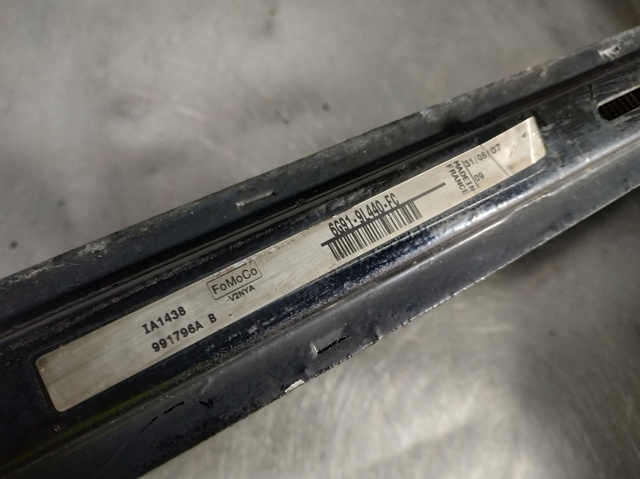 IA1438
991796A B
FoMoCo
V2NYA
6G91-9L440-FC
31/05/07
MADE IN
FRANCE
09